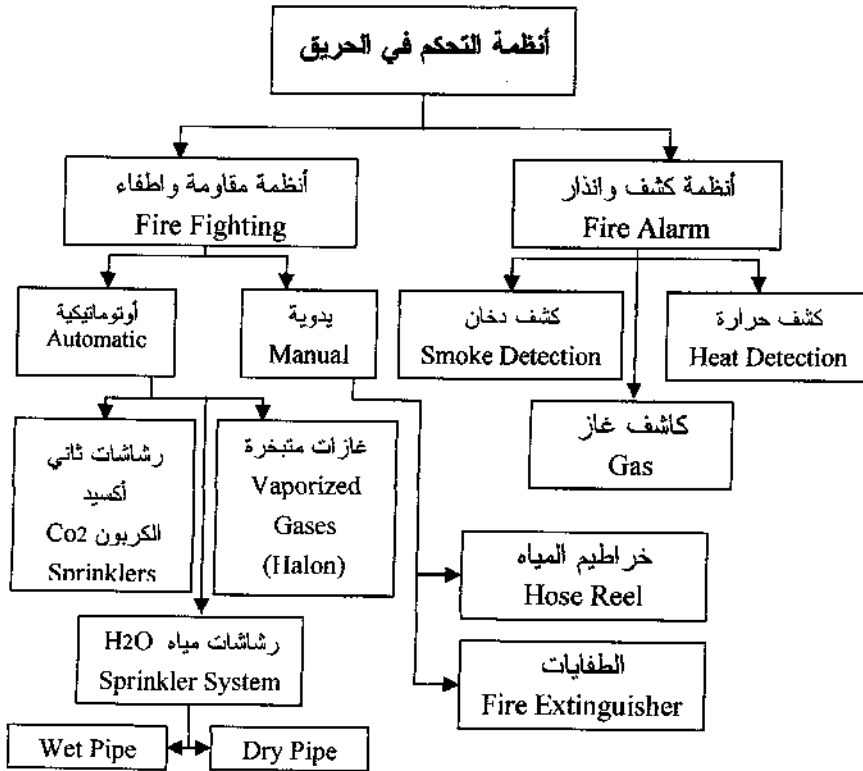 أنظمة التحكم في الحريق
أنظمة مقاومة واطفاء
Fire Fighting
أنظمة كشف وانذار
Fire Alarm
أوتوماتيكية
Automatic
يدوية
Manual
كشف دخان
Smoke Detection
كشف حرارة
Heat Detection
كاشف غاز
Gas
رشاشات ثاني
أكسيد
الكربون Co2
Sprinklers
غازات متبخرة
Vaporized
Gases
(Halon)
خراطيم المياه
Hose Reel
رشاشات مياه H2O
Sprinkler System
الطفايات
Fire Extinguisher
Wet Pipe
Dry Pipe